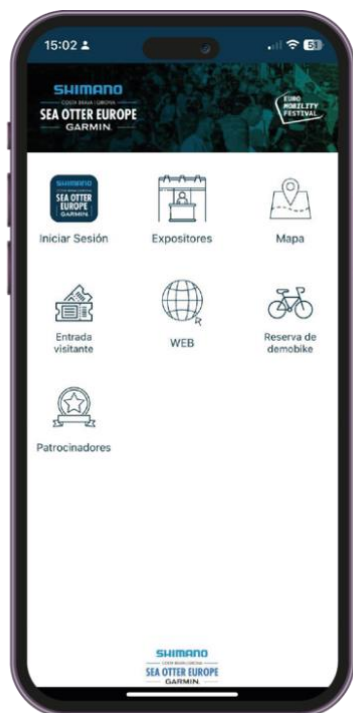 15:02
51
SHIMANO
COSTA BRAVA | GIRONA
SEA OTTER EUROPE
GARMIN.
EURO
MOBILITY
FESTIVAL
SHIMANO
SEA OTTER
EUROPE
GARMIN.
Iniciar Sesión
Expositores
Mapa
Entrada
visitante
WEB
Reserva de
demobike
Patrocinadores
SHIMANO
COSTA BRAVA | GIRONA
SEA OTTER EUROPE
GARMIN.